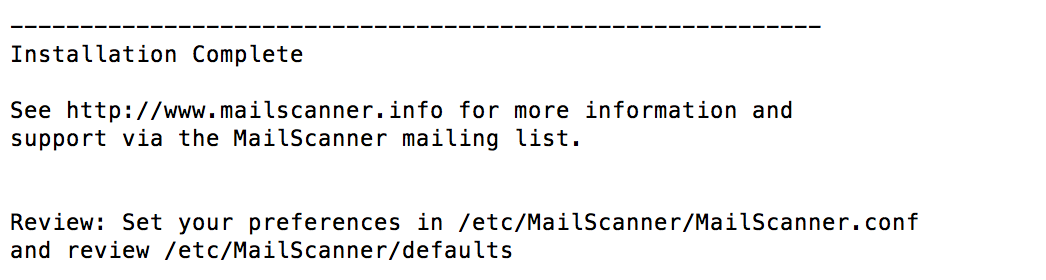 ----------------------------------------------------------
Installation Complete
See http://www.mailscanner.info for more information and
support via the MailScanner mailing list.
Review: Set your preferences in /etc/MailScanner/MailScanner.conf
and review /etc/MailScanner/defaults